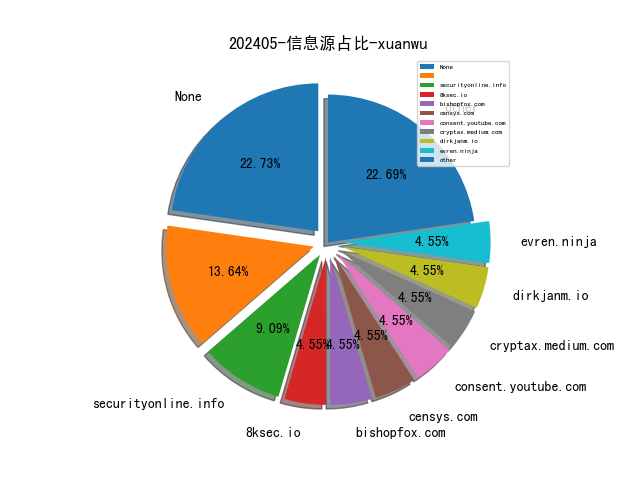 202405-信息源占比-xuanwu
None
securityonline.info
8ksec.io
bishopfox.com
censys.com
consent.youtube.com
cryptax.medium.com
dirkjanm.io
evren.ninja
other
other
None
22.73%
22.69%
13.64%
9.09%
4.55%
4.55%
4.55%
4.55%
4.55%
4.55%
4.55%
evren.ninja
dirkjanm.io
cryptax.medium.com
consent.youtube.com
censys.com
bishopfox.com
8ksec.io
securityonline.info